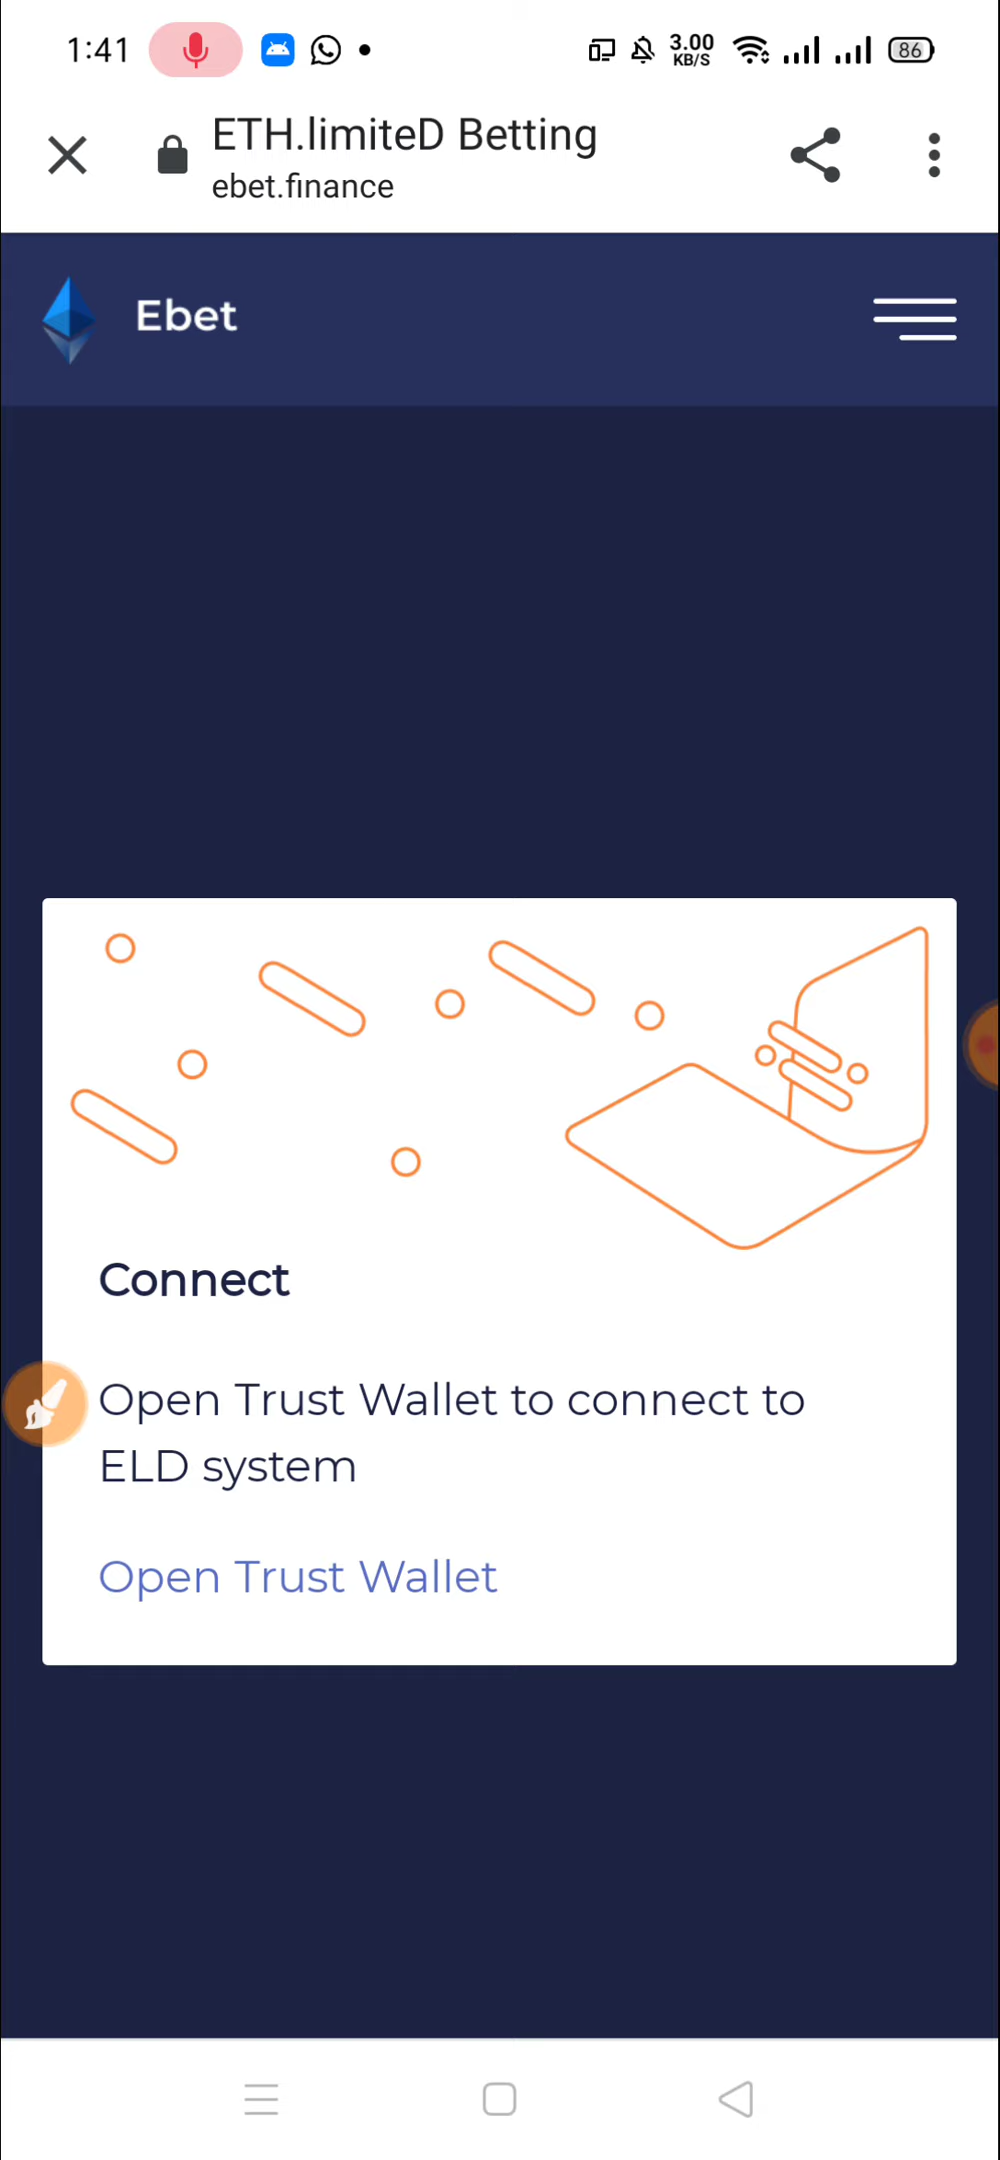 1:41
3.00
KB/S
86
ETH.limiteD Betting
ebet.finance
Ebet
Connect
Open Trust Wallet to connect to
ELD system
Open Trust Wallet